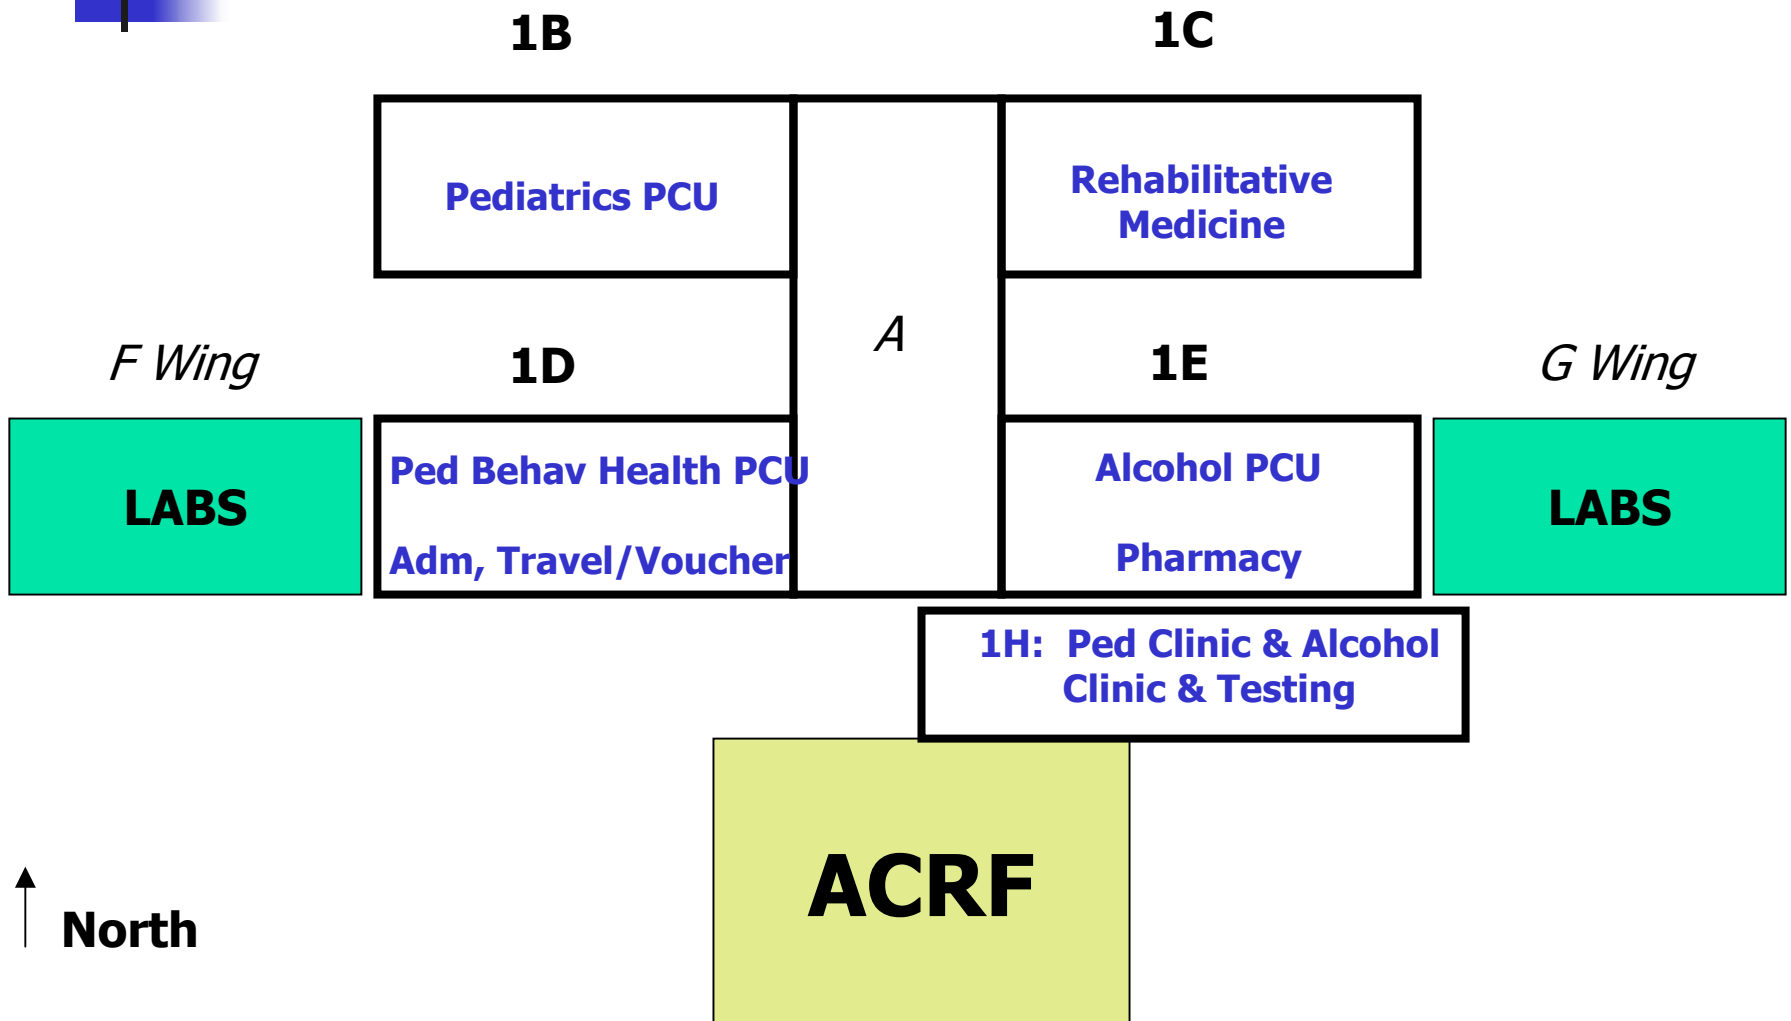 1B
1C
Pediatrics PCU
Rehabilitative
Medicine
A
F Wing
1D
1E
G Wing
LABS
Ped Behav Health PCU
Adm, Travel/Voucher
Alcohol PCU
Pharmacy
LABS
1H: Ped Clinic & Alcohol
Clinic & Testing
ACRF
North